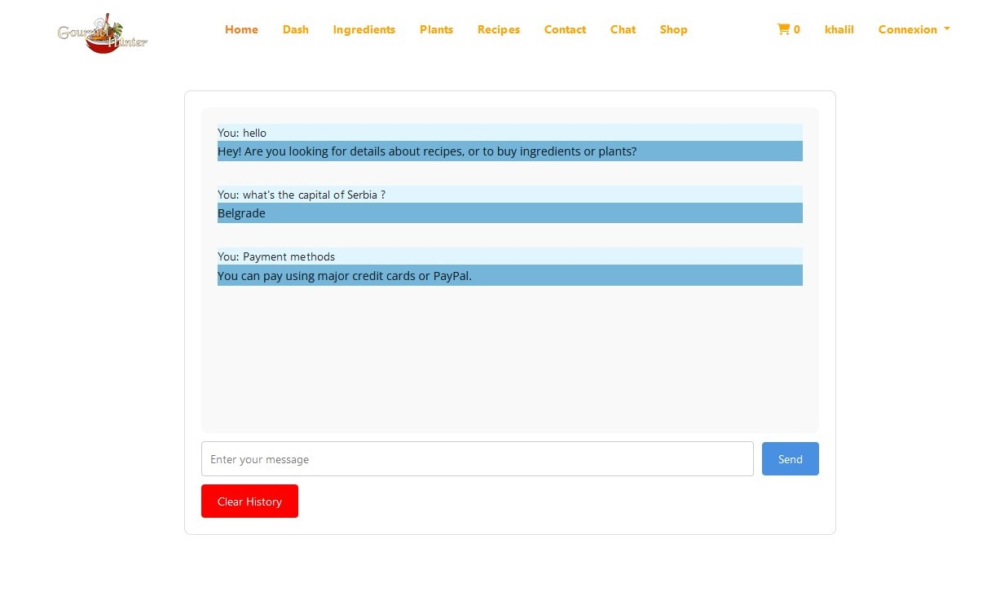 Gourmet Hunter
Home Dash Ingredients Plants Recipes Contact Chat Shop 0 khalil Connexion
You: hello
Hey! Are you looking for details about recipes, or to buy ingredients or plants?
You: what's the capital of Serbia ?
Belgrade
You: Payment methods
You can pay using major credit cards or PayPal.
Enter your message
Send
Clear History